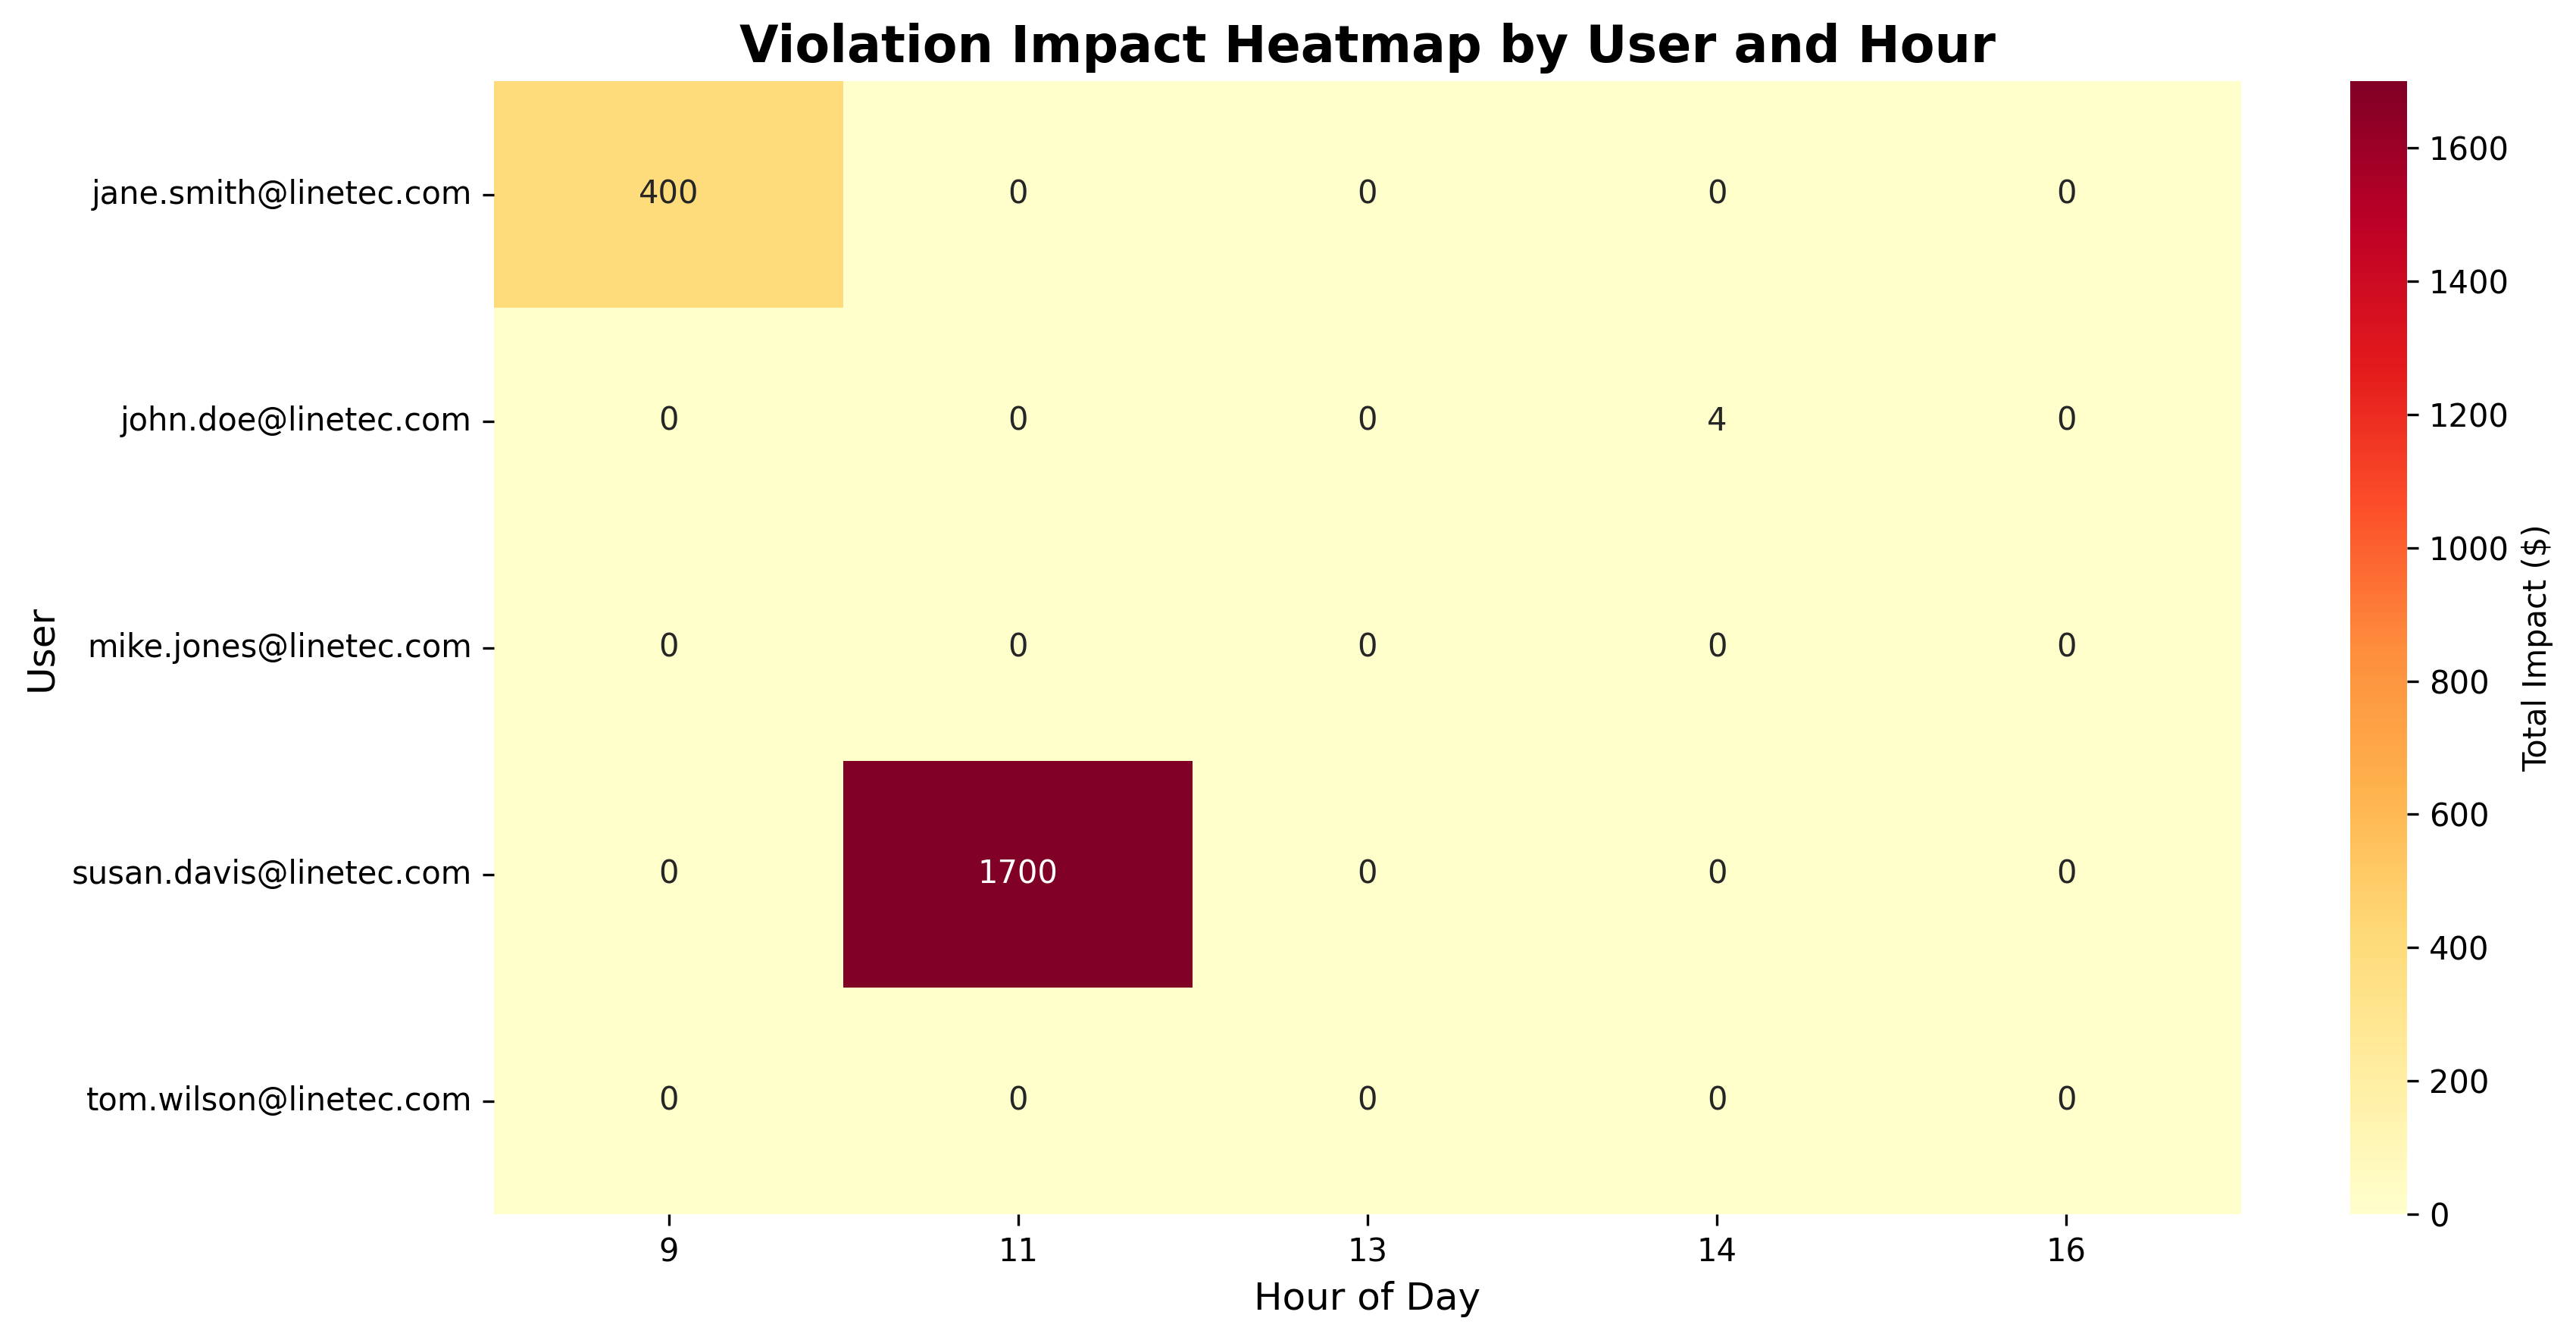 Violation Impact Heatmap by User and Hour
jane.smith@linetec.com 400 0 0 0 0
john.doe@linetec.com 0 0 0 4 0
mike.jones@linetec.com 0 0 0 0 0
susan.davis@linetec.com 0 1700 0 0 0
tom.wilson@linetec.com 0 0 0 0 0
User
9 11 13 14 16
Hour of Day
1600
1400
1200
1000
800
600
400
200
0
Total Impact ($)